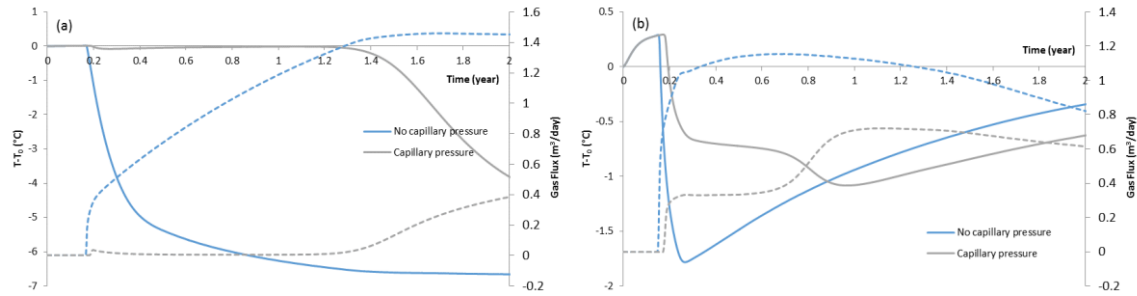 (a)
1
0
-1
-2
-3
-4
-5
-6
-7
T-T₀ (°C)
0 0.2 0.4 0.6 0.8 1 1.2 1.4 1.6 1.8 2
Time (year)
No capillary pressure
Capillary pressure
1.6
1.4
1.2
1
0.8
0.6
0.4
0.2
0
-0.2
Gas Flux (m³/day)
(b)
0.5
0
-0.5
-1
-1.5
-2
T-T₀ (°C)
0 0.2 0.4 0.6 0.8 1 1.2 1.4 1.6 1.8 2
Time (year)
No capillary pressure
Capillary pressure
1.4
1.2
1
0.8
0.6
0.4
0.2
0
-0.2
Gas Flux (m³/day)